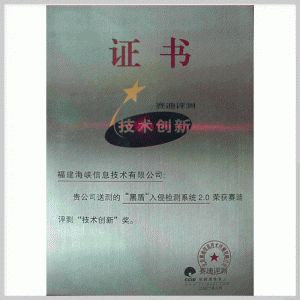 证书
赛迪评测
技术创新
福建海峡信息技术有限公司:
贵公司送测的“黑盾”入侵检测系统2.0荣获赛迪
评测“技术创新”奖。
赛迪评测